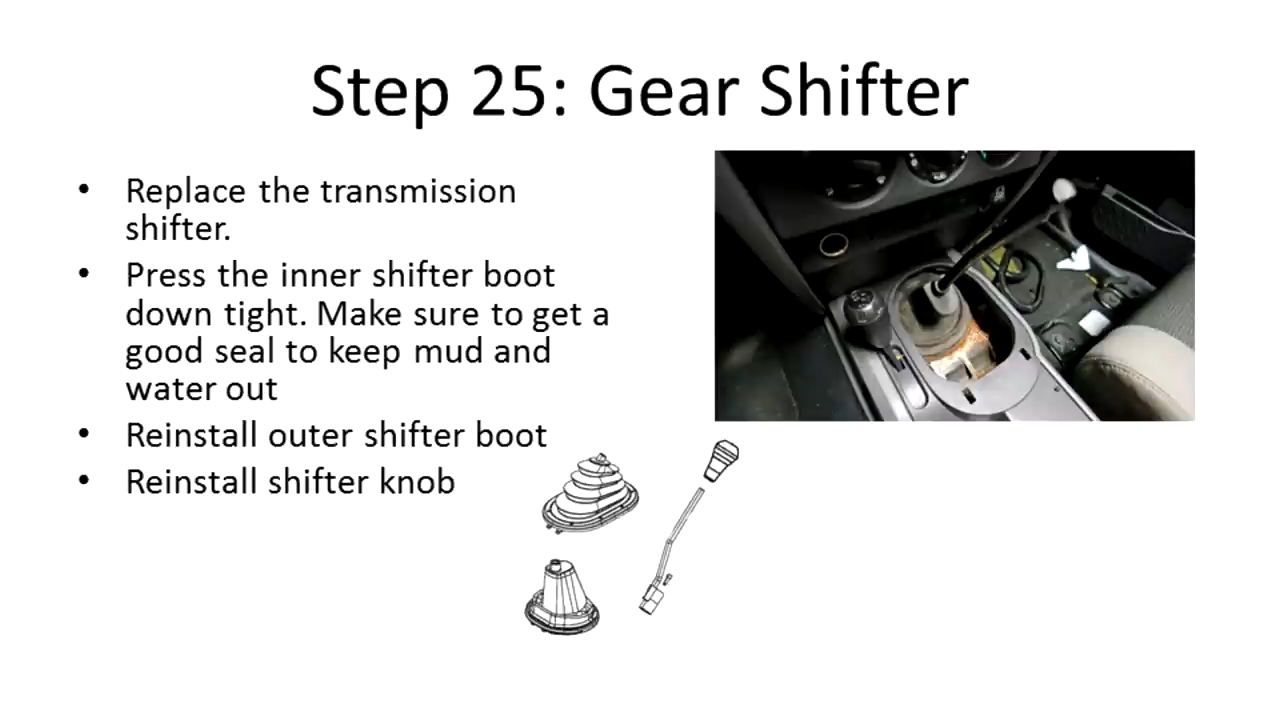 Step 25: Gear Shifter
• Replace the transmission
shifter.
• Press the inner shifter boot
down tight. Make sure to get a
good seal to keep mud and
water out
• Reinstall outer shifter boot
• Reinstall shifter knob